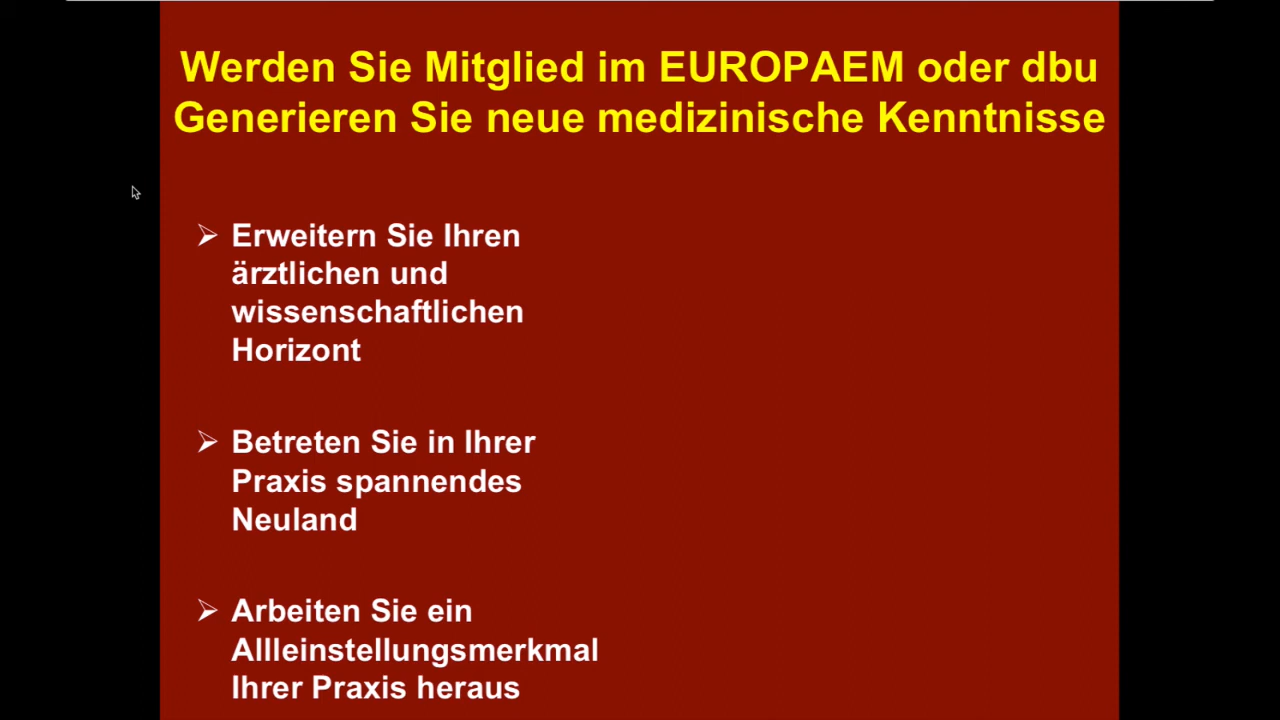 Werden Sie Mitglied im EUROPAEM oder dbu
Generieren Sie neue medizinische Kenntnisse
➢ Erweitern Sie Ihren
ärztlichen und
wissenschaftlichen
Horizont
➢ Betreten Sie in Ihrer
Praxis spannendes
Neuland
➢ Arbeiten Sie ein
Allleinstellungsmerkmal
Ihrer Praxis heraus